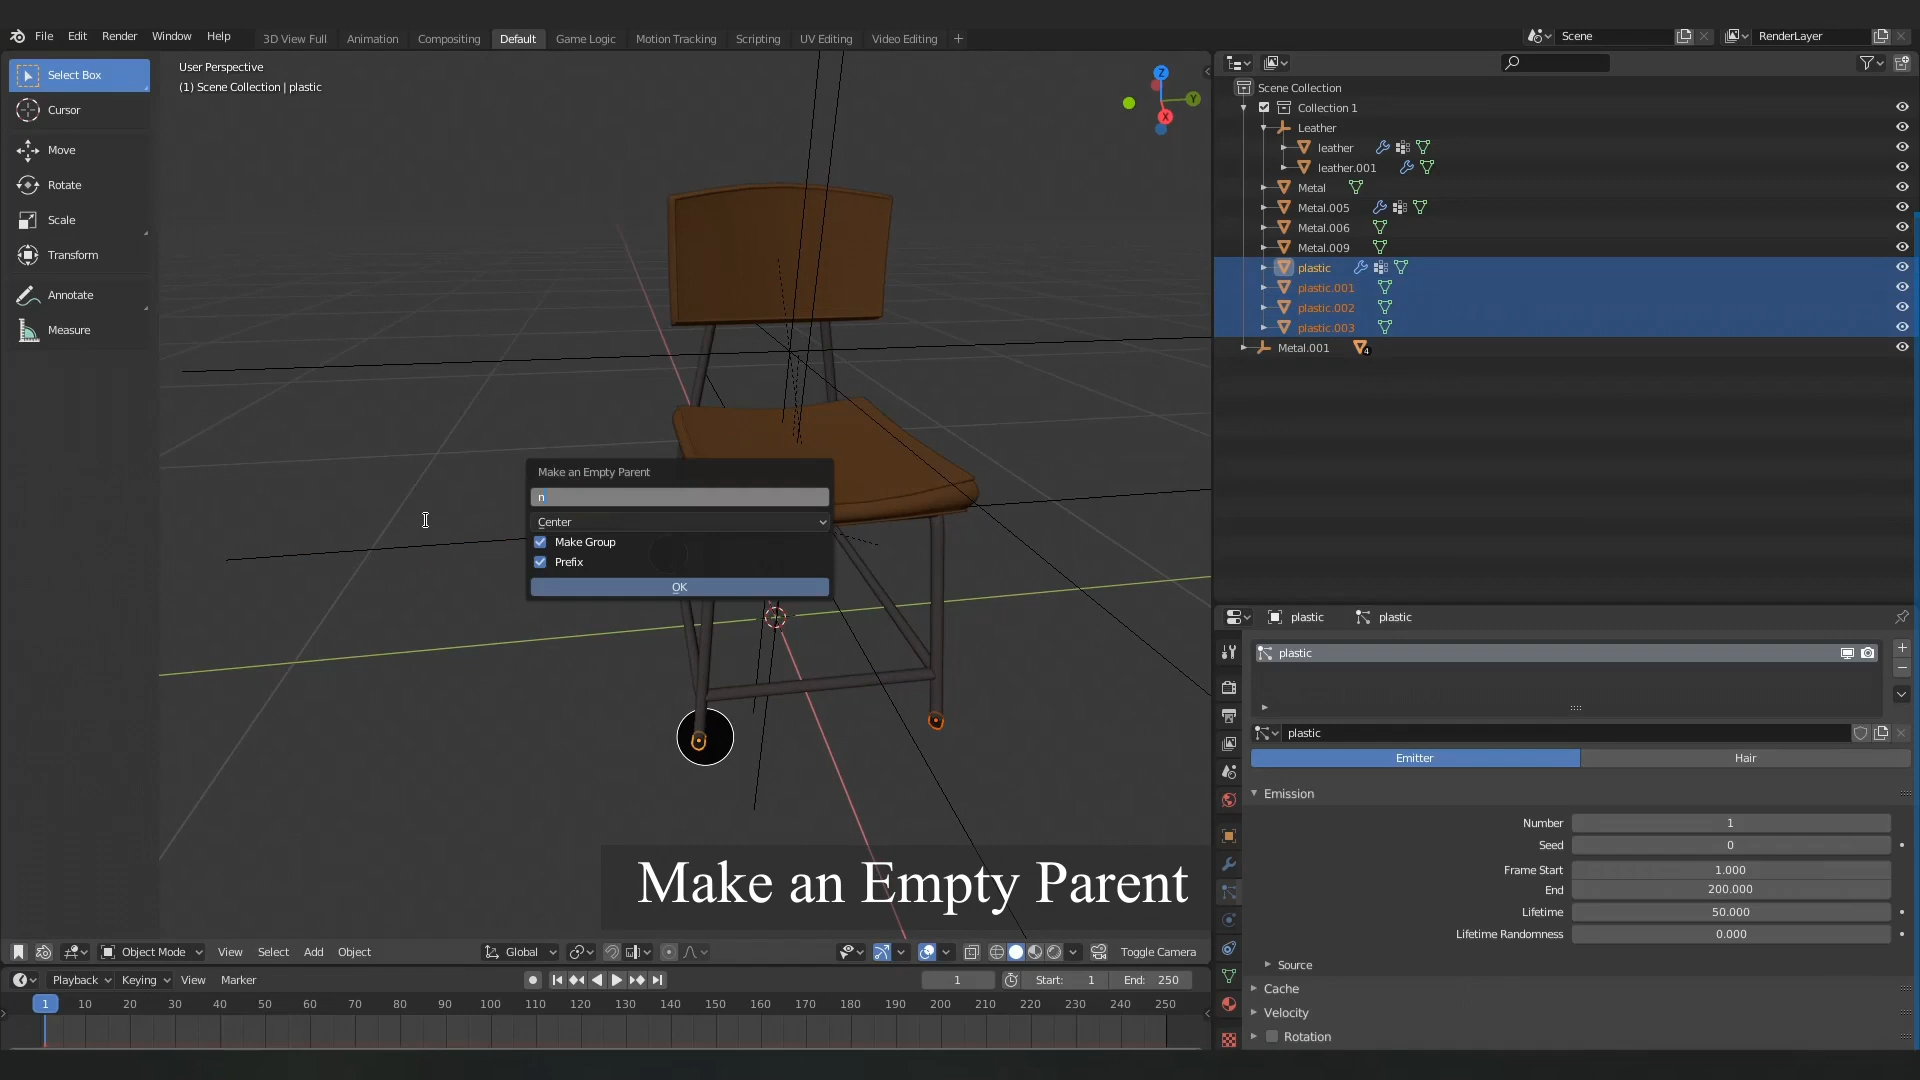 File Edit Render Window Help 3D View Full Animation Compositing Default Game Logic Motion Tracking Scripting UV Editing Video Editing + Scene RenderLayer
Select Box
Cursor
Move
Rotate
Scale
Transform
Annotate
Measure
User Perspective
(1) Scene Collection | plastic
Z
Y
X
Make an Empty Parent
n
Center
Make Group
Prefix
OK
Make an Empty Parent
Object Mode View Select Add Object Global Toggle Camera
Playback Keying View Marker 1 Start: 1 End: 250
1 10 20 30 40 50 60 70 80 90 100 110 120 130 140 150 160 170 180 190 200 210 220 230 240 250
Scene Collection
Collection 1
Leather
leather
leather.001
Metal
Metal.005
Metal.006
Metal.009
plastic
plastic.001
plastic.002
plastic.003
Metal.001 4
plastic plastic
plastic
plastic
Emitter Hair
Emission
Number 1
Seed 0
Frame Start 1.000
End 200.000
Lifetime 50.000
Lifetime Randomness 0.000
Source
Cache
Velocity
Rotation